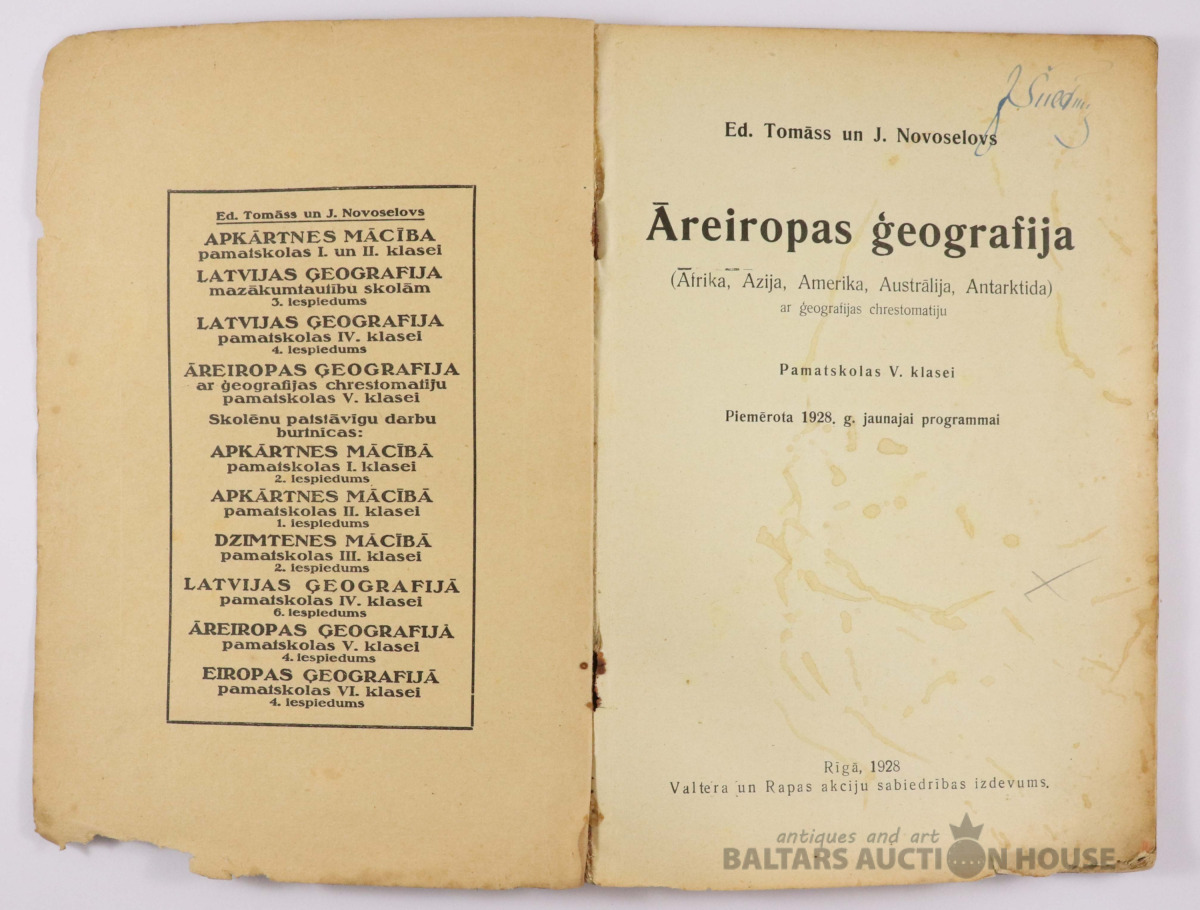 Ed. Tomāss un J. Novoselovs
APKĀRTNES MĀCĪBA
pamatskolas I. un II. klasei
LATVIJAS ĢEOGRAFIJA
mazākumtautību skolām
3. iespiedums
LATVIJAS ĢEOGRAFIJA
pamatskolas IV. klasei
4. iespiedums
ĀREIROPAS ĢEOGRAFIJA
ar ģeografijas chrestomatiju
pamatskolas V. klasei
Skolēnu patstāvīgu darbu
burtnicas:
APKĀRTNES MĀCĪBĀ
pamatskolas I. klasei
2. iespiedums
APKĀRTNES MĀCĪBĀ
pamatskolas II. klasei
1. iespiedums
DZIMTENES MĀCĪBĀ
pamatskolas III. klasei
2. iespiedums
LATVIJAS ĢEOGRAFIJĀ
pamatskolas IV. klasei
6. iespiedums
ĀREIROPAS ĢEOGRAFIJĀ
pamatskolas V. klasei
4. iespiedums
EIROPAS ĢEOGRAFIJĀ
pamatskolas VI. klasei
4. iespiedums
Ed. Tomāss un J. Novoselovs
Āreiropas ģeografija
(Āfrika, Āzija, Amerika, Austrālija, Antarktida)
ar ģeografijas chrestomatiju
Pamatskolas V. klasei
Piemērota 1928. g. jaunajai programmai
Rīgā, 1928
Valtera un Rapas akciju sabiedrības izdevums.
antiques and art
BALTARS AUCTION HOUSE